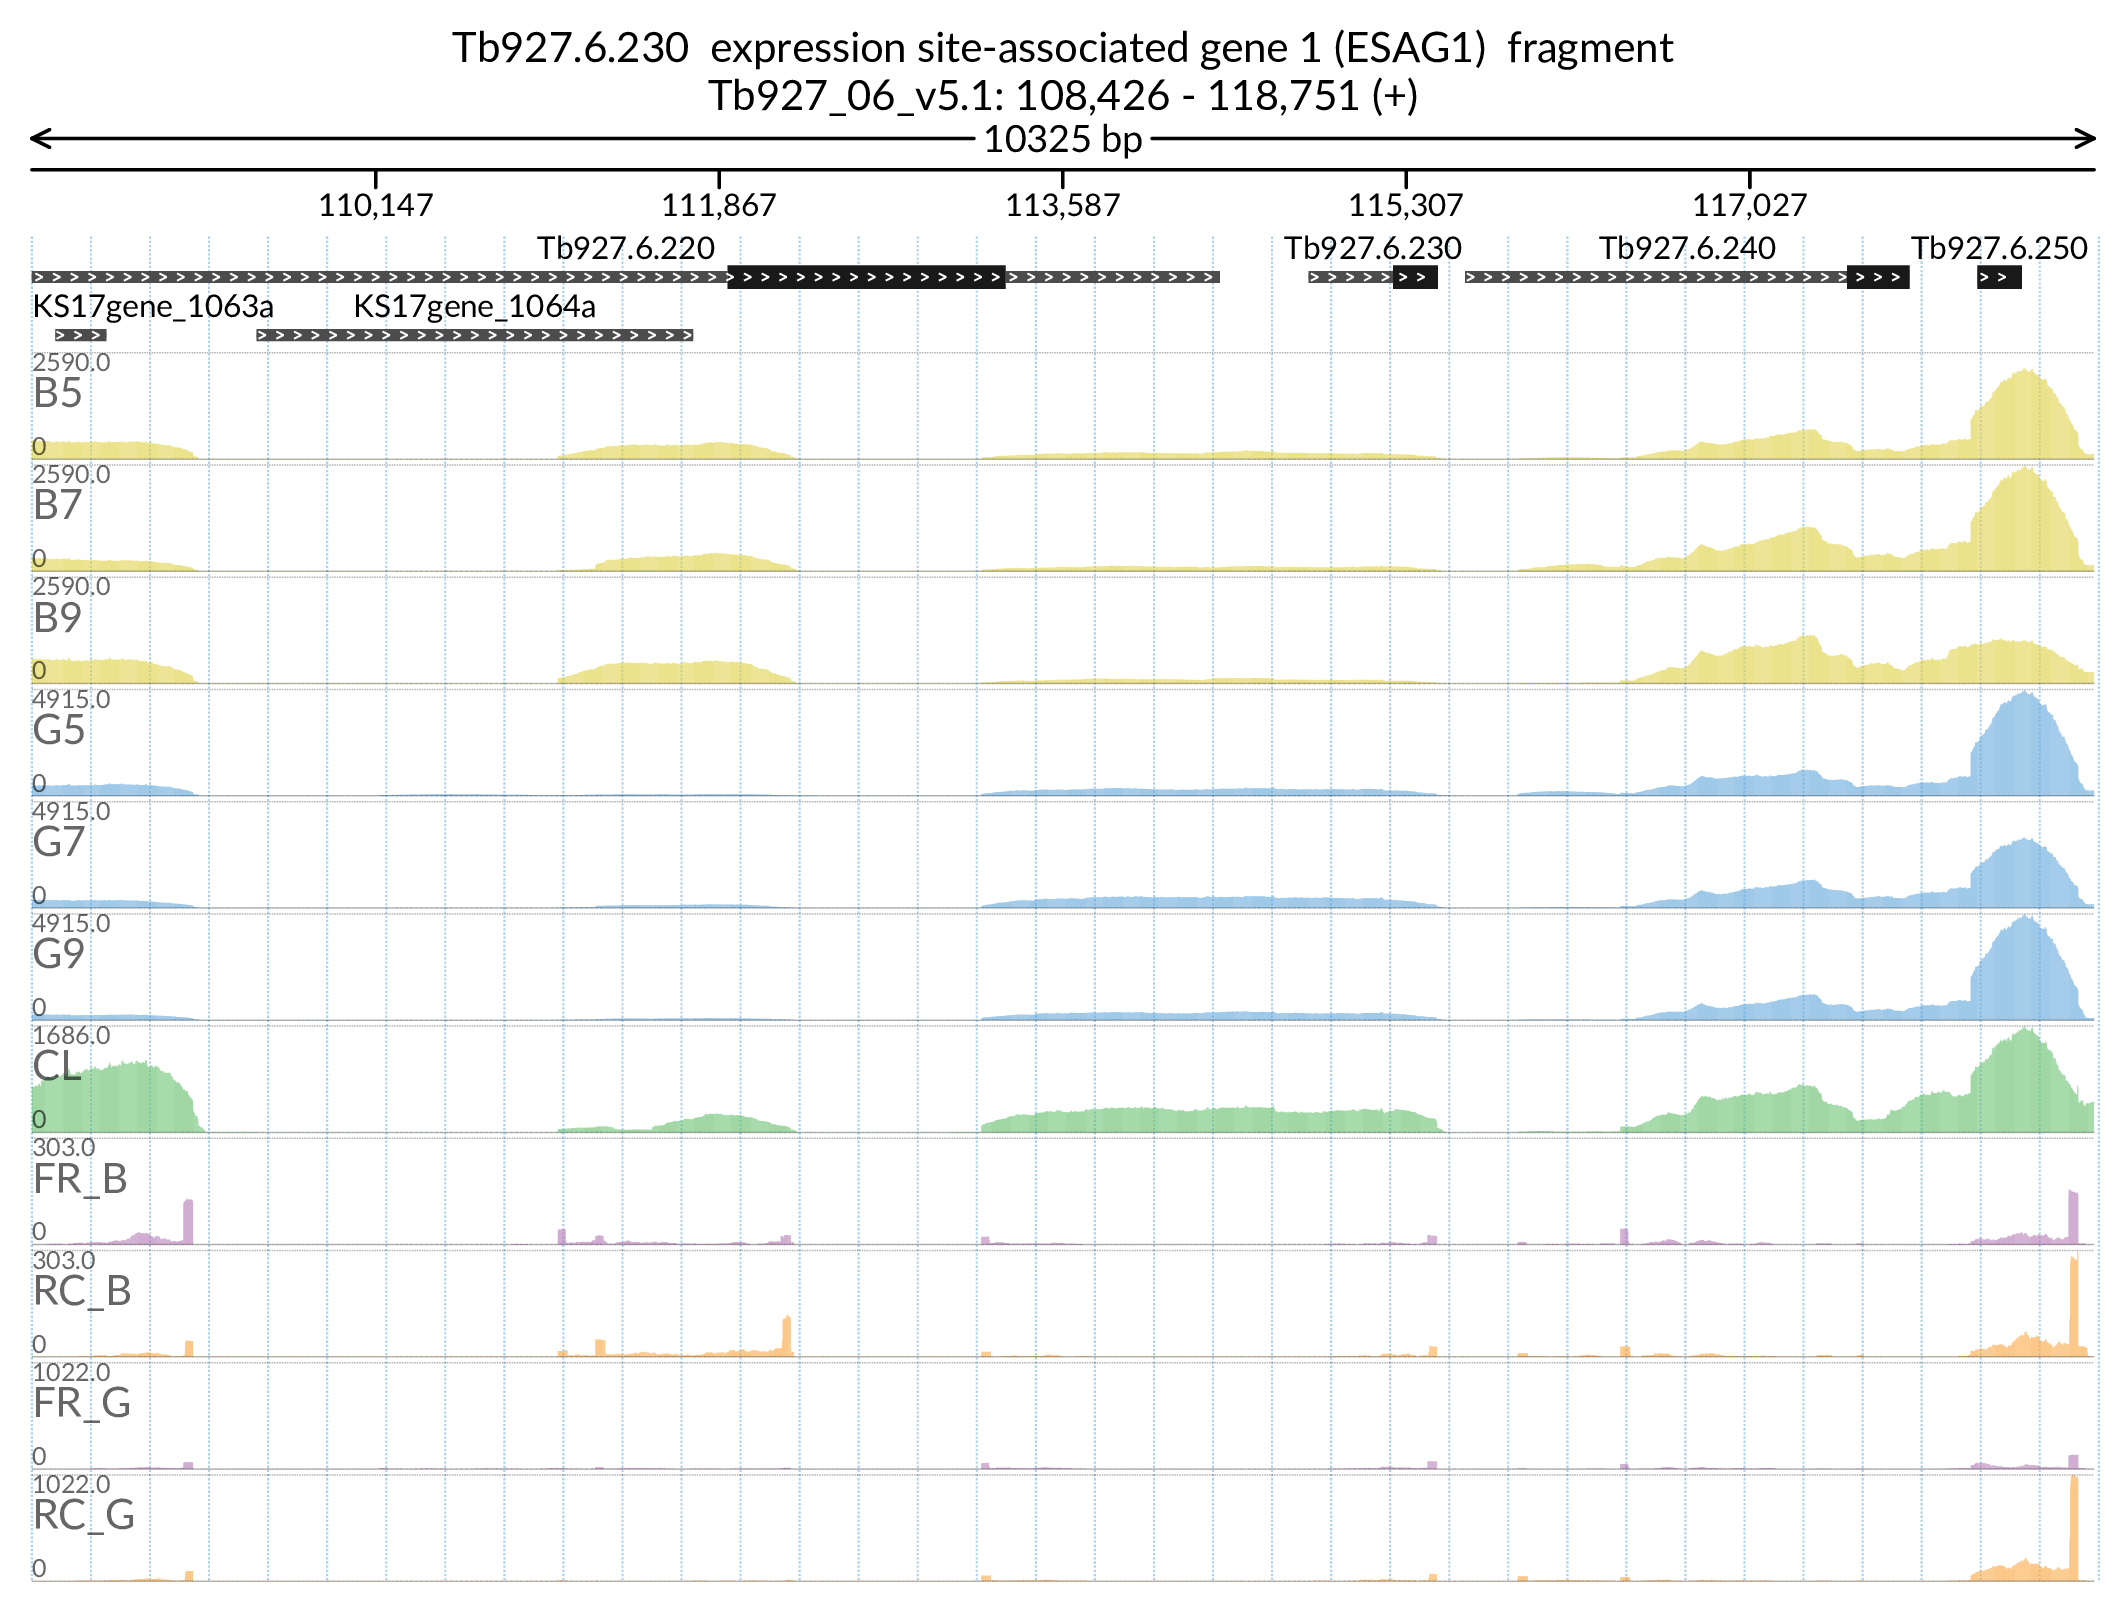 Tb927.6.230  expression site-associated gene 1 (ESAG1)  fragment
Tb927_06_v5.1: 108,426 - 118,751 (+)
10325 bp
110,147 111,867 113,587 115,307 117,027
Tb927.6.220 Tb927.6.230 Tb927.6.240 Tb927.6.250
KS17gene_1063a KS17gene_1064a
2590.0
B5
0
2590.0
B7
0
2590.0
B9
0
4915.0
G5
0
4915.0
G7
0
4915.0
G9
0
1686.0
CL
0
303.0
FR_B
0
303.0
RC_B
0
1022.0
FR_G
0
1022.0
RC_G
0